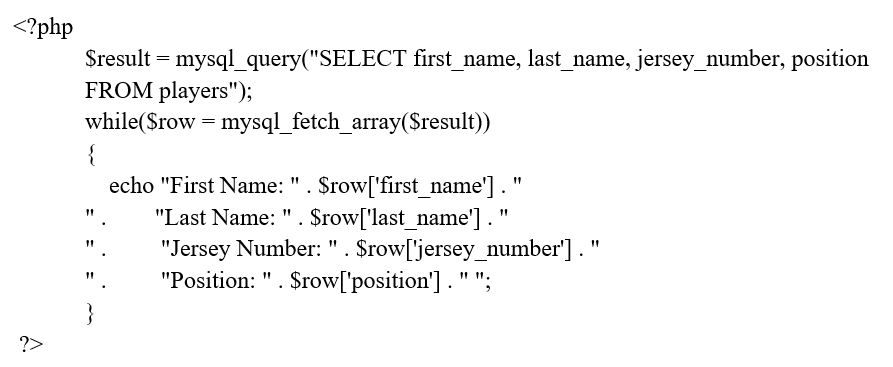 <?php
$result = mysql_query("SELECT first_name, last_name, jersey_number, position
FROM players");
while($row = mysql_fetch_array($result))
{
echo "First Name: " . $row['first_name'] . "
" . "Last Name: " . $row['last_name'] . "
" . "Jersey Number: " . $row['jersey_number'] . "
" . "Position: " . $row['position'] . " ";
}
?>